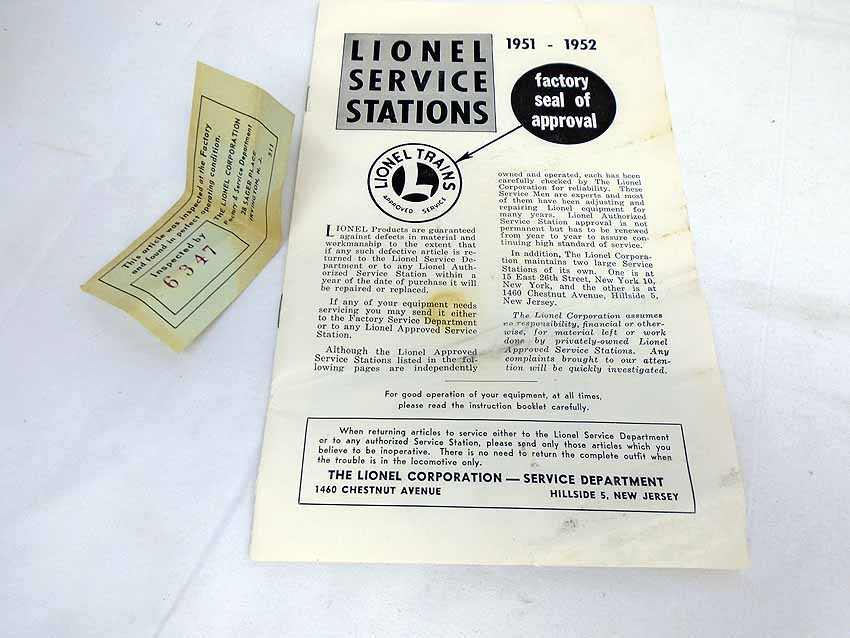 LIONEL
SERVICE
STATIONS
1951 - 1952
factory
seal of
approval
LIONEL TRAINS
L
APPROVED SERVICE
LIONEL Products are guaranteed
against defects in material and
workmanship to the extent that
if any such defective article is re-
turned to the Lionel Service De-
partment or to any Lionel Auth-
orized Service Station within a
year of the date of purchase it will
be repaired or replaced.
If any of your equipment needs
servicing you may send it either
to the Factory Service Department
or to any Lionel Approved Service
Station.
Although the Lionel Approved
Service Stations listed in the fol-
lowing pages are independently
owned and operated, each has been
carefully checked by The Lionel
Corporation for reliability. These
Service Men are experts and most
of them have been adjusting and
repairing Lionel equipment for
many years. Lionel Authorized
Service Station approval is not
permanent but has to be renewed
from year to year to assure con-
tinuing high standard of service.
In addition, The Lionel Corpora-
tion maintains two large Service
Stations of its own. One is at
15 East 26th Street, New York 10,
New York, and the other is at
1460 Chestnut Avenue, Hillside 5,
New Jersey.
The Lionel Corporation assumes
no responsibility, financial or other-
wise, for material left or work
done by privately-owned Lionel
Approved Service Stations. Any
complaints brought to our atten-
tion will be quickly investigated.
For good operation of your equipment, at all times,
please read the instruction booklet carefully.
When returning articles to service either to the Lionel Service Department
or to any authorized Service Station, please send only those articles which you
believe to be inoperative. There is no need to return the complete outfit when
the trouble is in the locomotive only.
THE LIONEL CORPORATION — SERVICE DEPARTMENT
1460 CHESTNUT AVENUE HILLSIDE 5, NEW JERSEY
This article was inspected at the Factory
and found in perfect operating condition.
THE LIONEL CORPORATION
& Service Department
28 SAGER PLACE
IRVINGTON, N. J.
Inspected by
6347